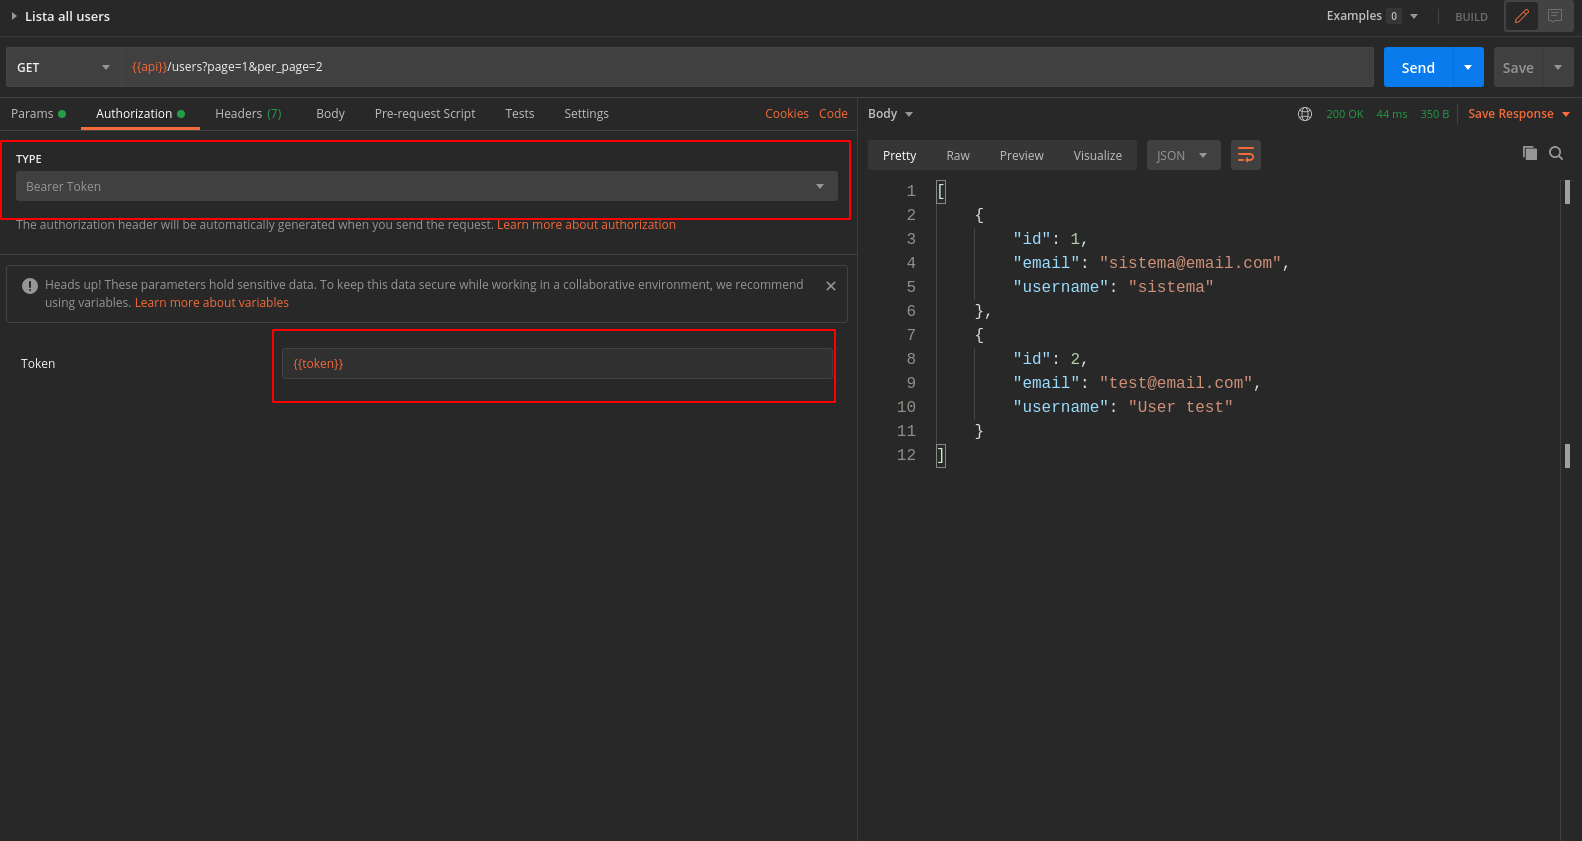 Lista all users
Examples 0
BUILD
GET
{{api}}/users?page=1&per_page=2
Send
Save
Params
Authorization
Headers (7)
Body
Pre-request Script
Tests
Settings
Cookies
Code
TYPE
Bearer Token
The authorization header will be automatically generated when you send the request. Learn more about authorization
Heads up! These parameters hold sensitive data. To keep this data secure while working in a collaborative environment, we recommend
using variables. Learn more about variables
Token
{{token}}
Body
200 OK
44 ms
350 B
Save Response
Pretty
Raw
Preview
Visualize
JSON
1 [
2 {
3 "id": 1,
4 "email": "sistema@email.com",
5 "username": "sistema"
6 },
7 {
8 "id": 2,
9 "email": "test@email.com",
10 "username": "User test"
11 }
12 ]